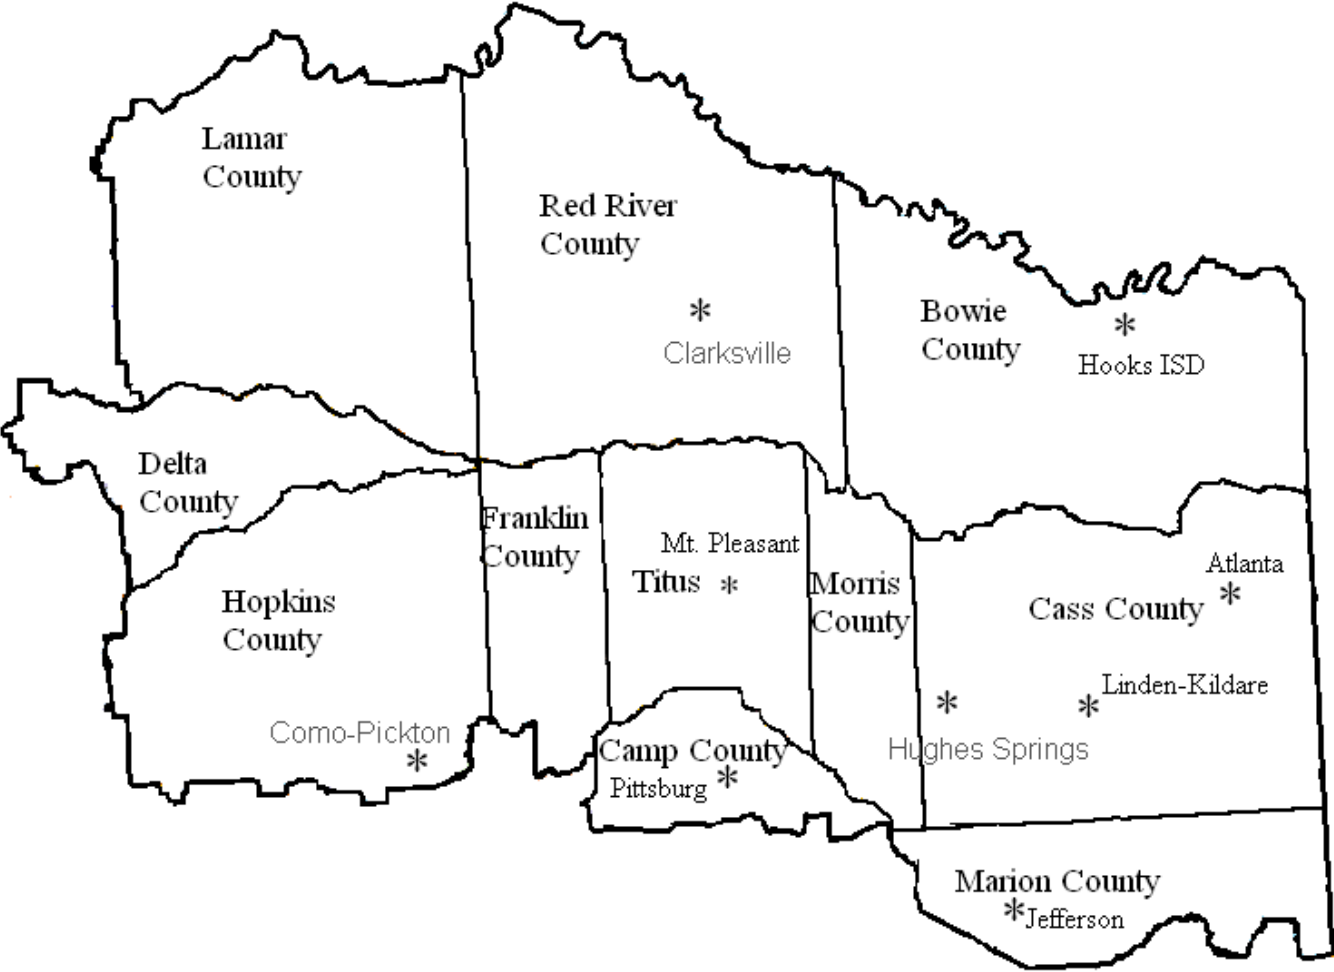 Lamar
County
Red River
County
*
Clarksville
Bowie
County
*
Hooks ISD
Delta
County
Franklin
County
Mt. Pleasant
Titus *
Morris
County
Atlanta
*
Cass County
Hopkins
County
Linden-Kildare
*
*
Hughes Springs
Como-Pickton
*
Camp County
Pittsburg *
Marion County
*Jefferson